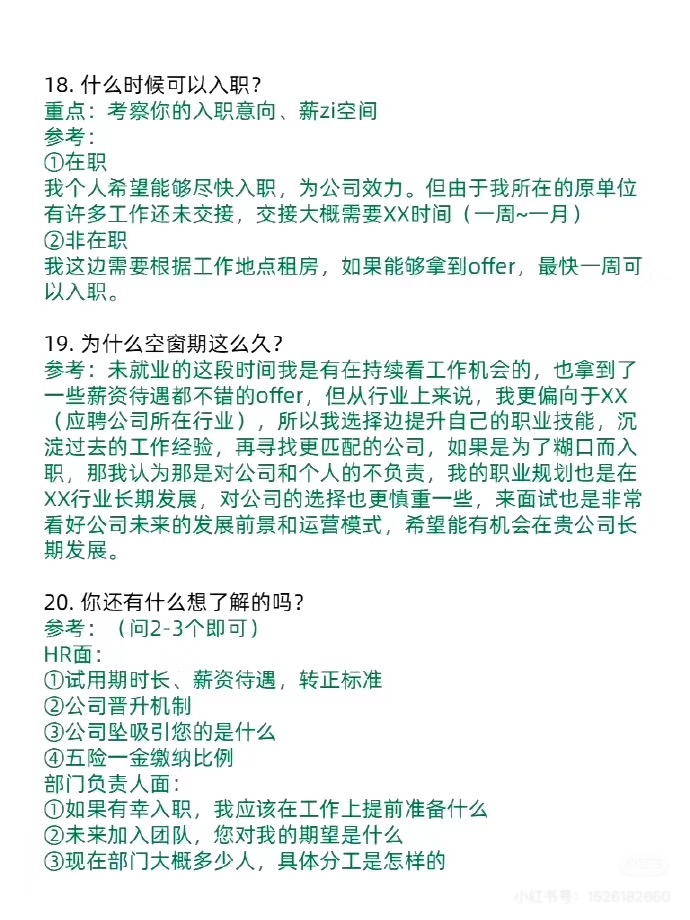 18. 什么时候可以入职？
重点：考察你的入职意向、薪zi空间
参考：
①在职
我个人希望能够尽快入职，为公司效力。但由于我所在的原单位
有许多工作还未交接，交接大概需要XX时间（一周~一月）
②非在职
我这边需要根据工作地点租房，如果能够拿到offer，最快一周可
以入职。
19. 为什么空窗期这么久？
参考：未就业的这段时间我是有在持续看工作机会的，也拿到了
一些薪资待遇都不错的offer，但从行业上来说，我更偏向于XX
（应聘公司所在行业），所以我选择边提升自己的职业技能，沉
淀过去的工作经验，再寻找更匹配的公司，如果是为了糊口而入
职，那我认为那是对公司和个人的不负责，我的职业规划也是在
XX行业长期发展，对公司的选择也更慎重一些，来面试也是非常
看好公司未来的发展前景和运营模式，希望能有机会在贵公司长
期发展。
20. 你还有什么想了解的吗？
参考：（问2-3个即可）
HR面：
①试用期时长、薪资待遇，转正标准
②公司晋升机制
③公司坠吸引您的是什么
④五险一金缴纳比例
部门负责人面：
①如果有幸入职，我应该在工作上提前准备什么
②未来加入团队，您对我的期望是什么
③现在部门大概多少人，具体分工是怎样的
小红书号：1526182660